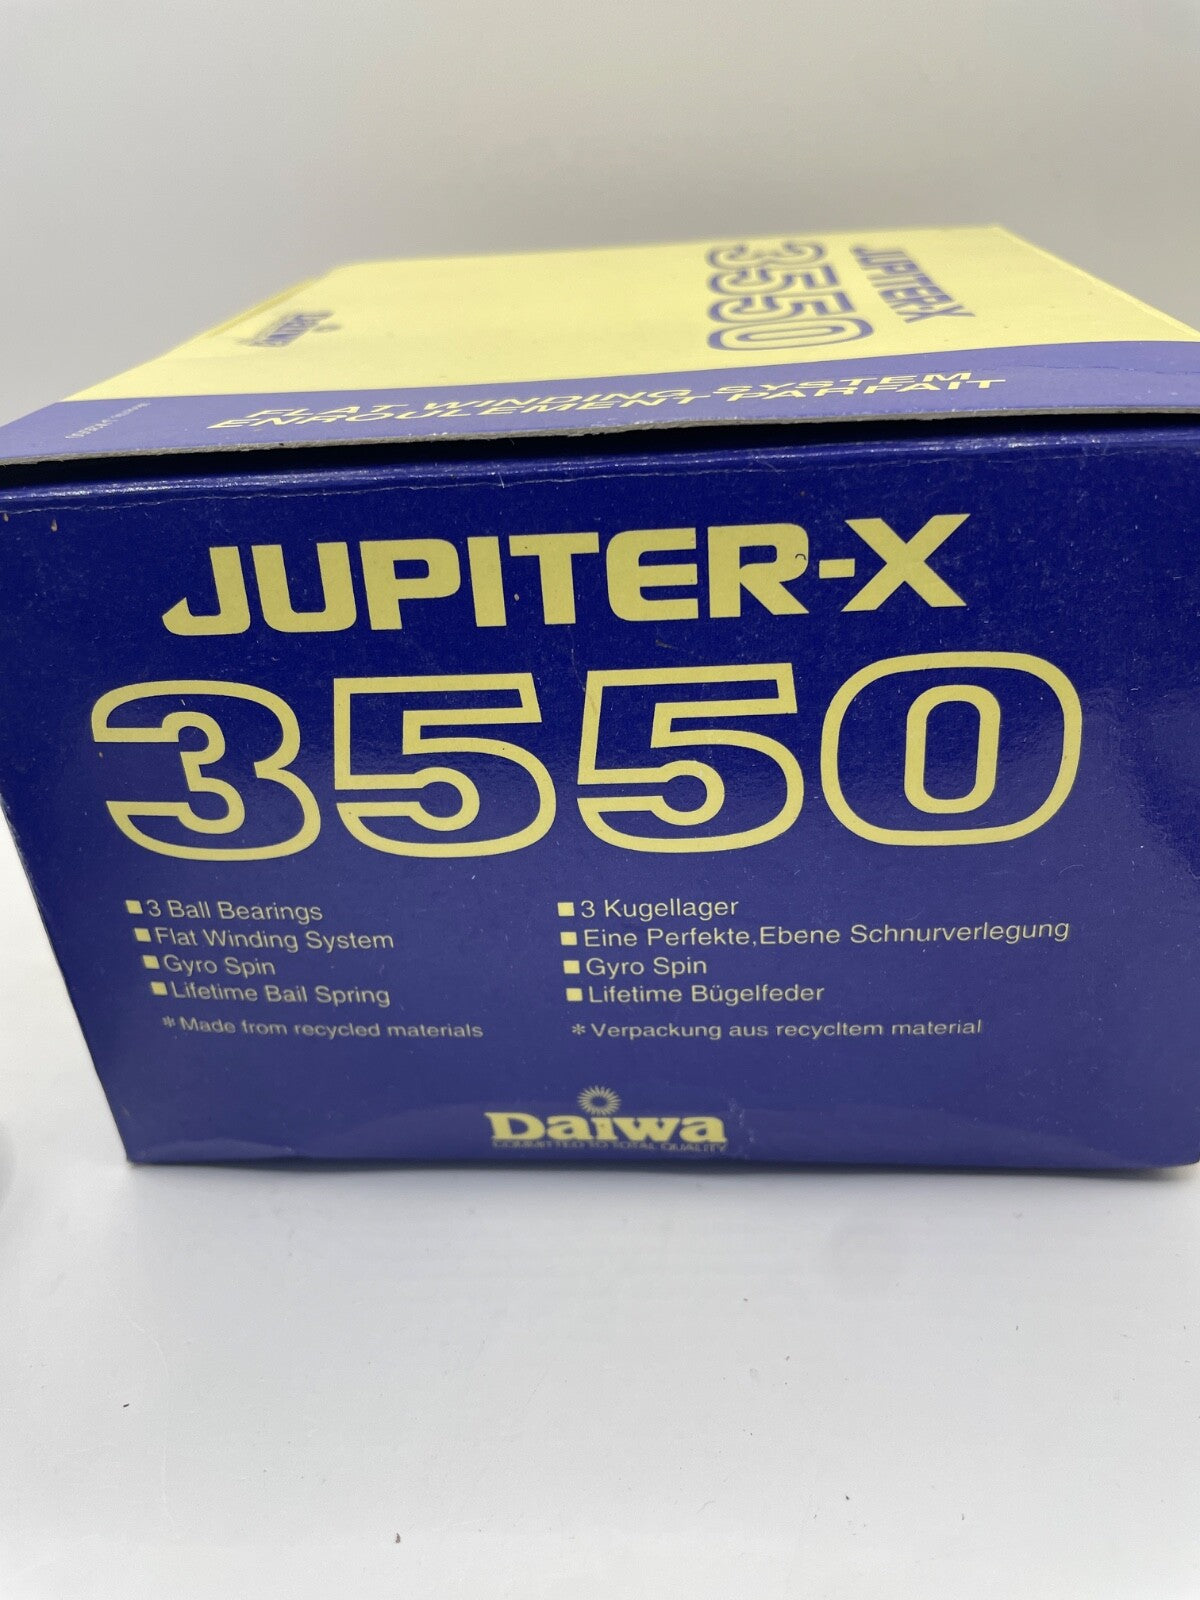 JUPITER-X
3550
Daiwa
FLAT WINDING SYSTEM
ENROULEMENT PARFAIT
JUPITER-X
3550
■ 3 Ball Bearings
■ Flat Winding System
■ Gyro Spin
■ Lifetime Bail Spring
* Made from recycled materials
■ 3 Kugellager
■ Eine Perfekte, Ebene Schnurverlegung
■ Gyro Spin
■ Lifetime Bügelfeder
* Verpackung aus recycltem material
Daiwa
COMMITTED TO TOTAL QUALITY